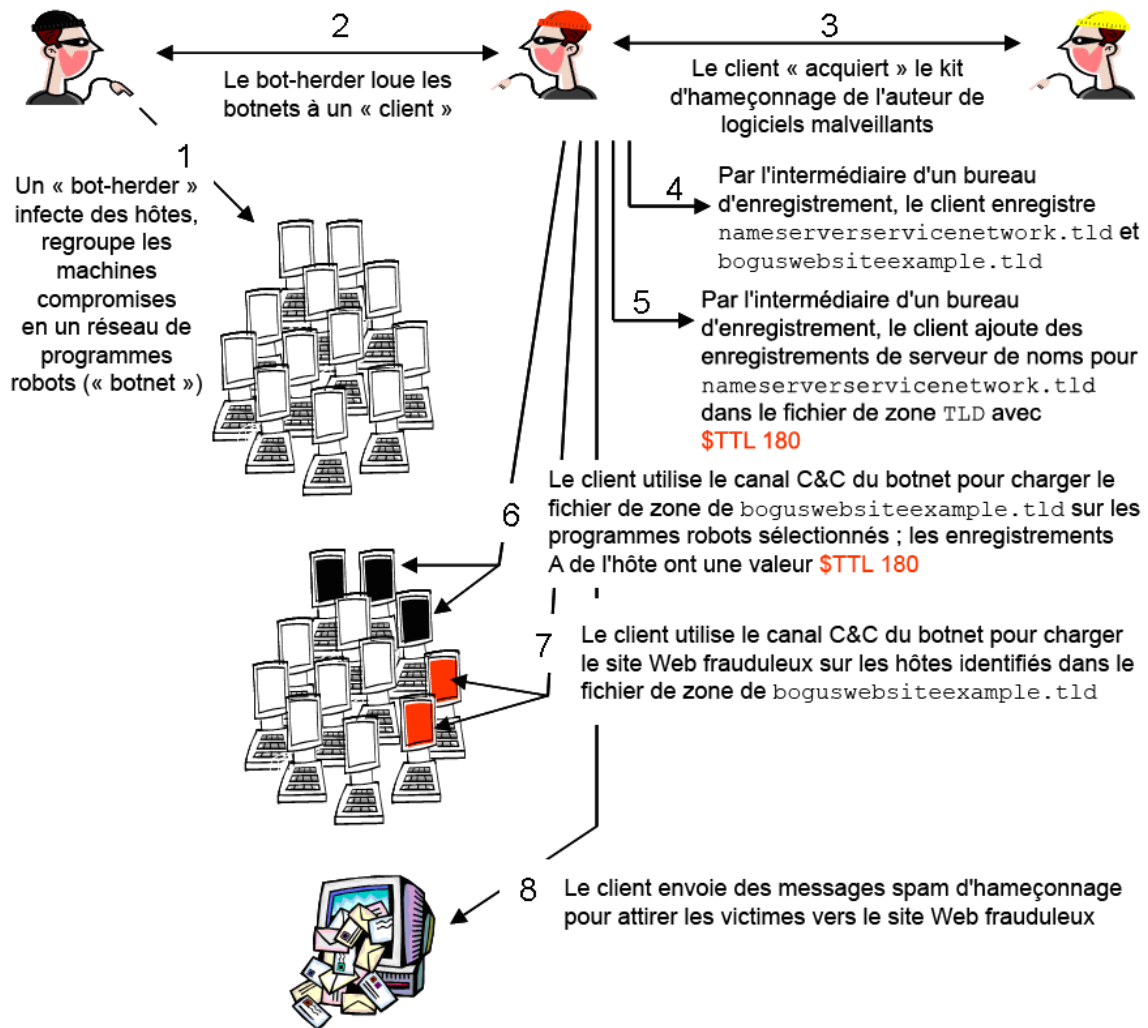 2
Le bot-herder loue les
botnets à un « client »
3
Le client « acquiert » le kit
d'hameçonnage de l'auteur de
logiciels malveillants
1
Un « bot-herder »
infecte des hôtes,
regroupe les
machines
compromises
en un réseau de
programmes
robots (« botnet »)
4
Par l'intermédiaire d'un bureau
d'enregistrement, le client enregistre
nameserverservicenetwork.tld et
boguswebsiteexample.tld
5
Par l'intermédiaire d'un bureau
d'enregistrement, le client ajoute des
enregistrements de serveur de noms pour
nameserverservicenetwork.tld
dans le fichier de zone TLD avec
$TTL 180
6
Le client utilise le canal C&C du botnet pour charger le
fichier de zone de boguswebsiteexample.tld sur les
programmes robots sélectionnés ; les enregistrements
A de l'hôte ont une valeur $TTL 180
7
Le client utilise le canal C&C du botnet pour charger
le site Web frauduleux sur les hôtes identifiés dans le
fichier de zone de boguswebsiteexample.tld
8
Le client envoie des messages spam d'hameçonnage
pour attirer les victimes vers le site Web frauduleux